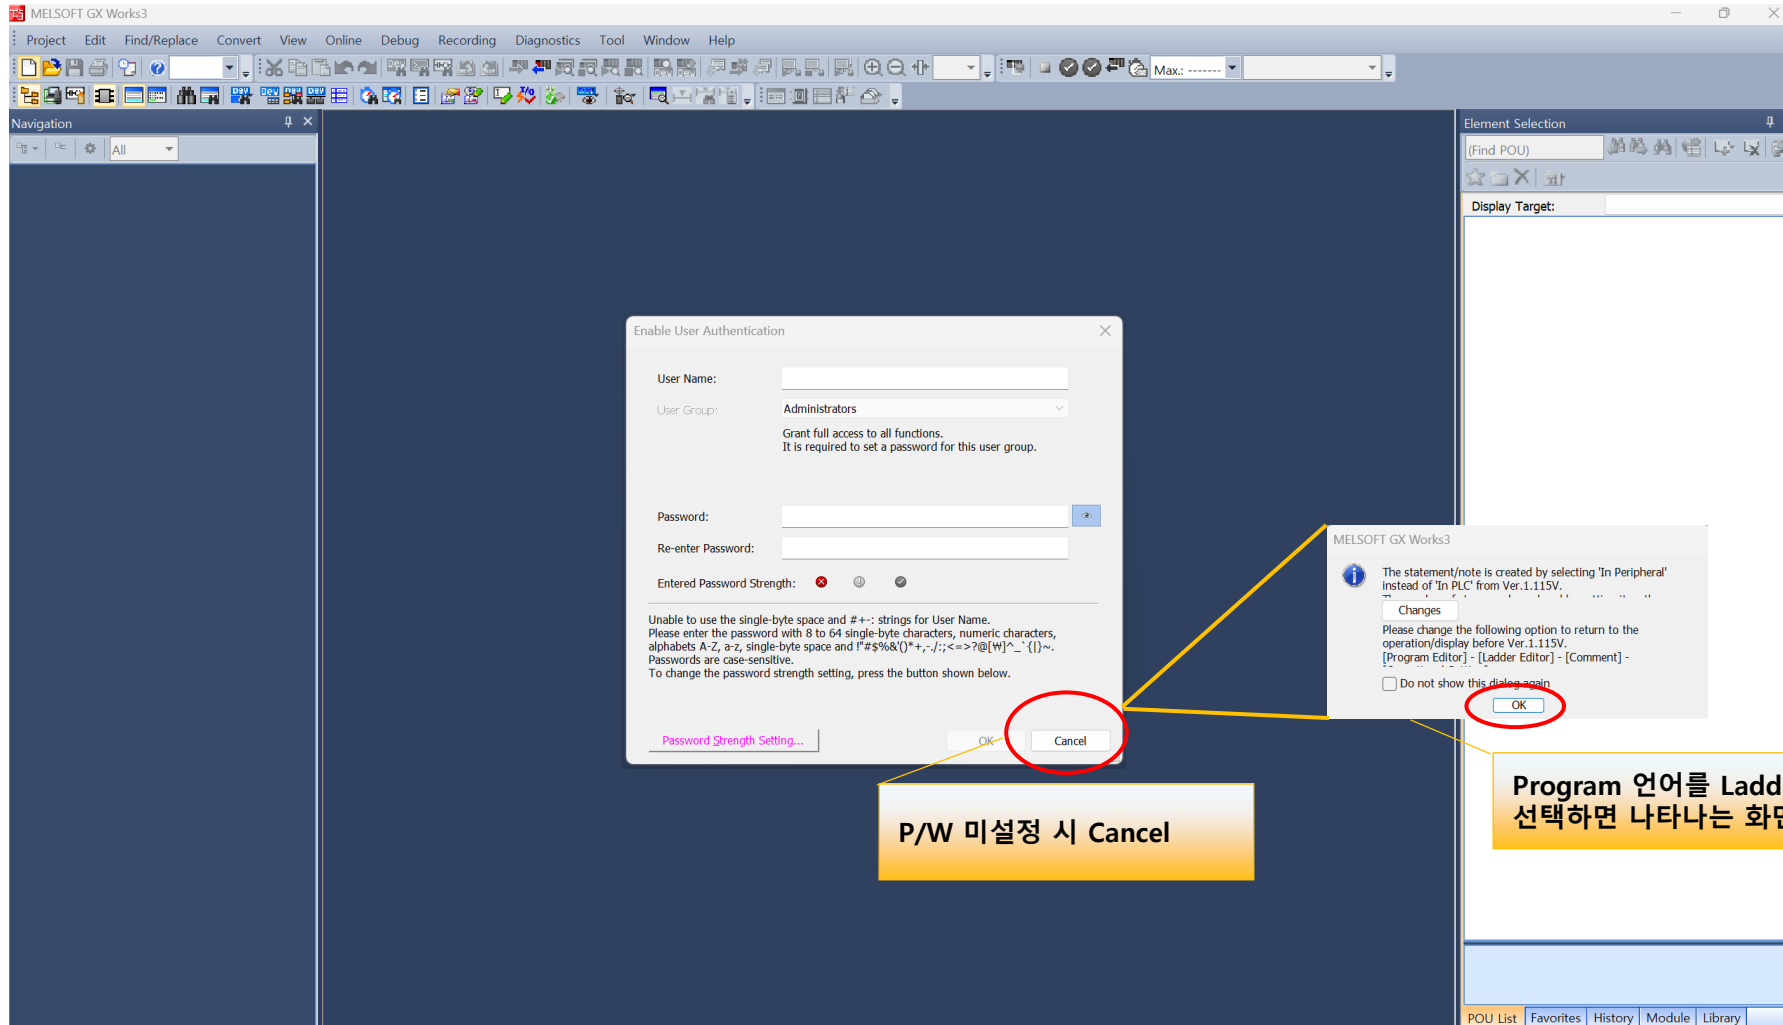 MELSOFT GX Works3
Project Edit Find/Replace Convert View Online Debug Recording Diagnostics Tool Window Help
Max.: -------
Navigation
All
Element Selection
(Find POU)
Display Target:
Enable User Authentication
User Name:
User Group: Administrators
Grant full access to all functions.
It is required to set a password for this user group.
Password:
Re-enter Password:
Entered Password Strength:
Unable to use the single-byte space and #+-: strings for User Name.
Please enter the password with 8 to 64 single-byte characters, numeric characters,
alphabets A-Z, a-z, single-byte space and !"#$%&'()*+,-./:;<=>?@[₩]^_`{|}~.
Passwords are case-sensitive.
To change the password strength setting, press the button shown below.
Password Strength Setting...
OK
Cancel
P/W 미설정 시 Cancel
MELSOFT GX Works3
The statement/note is created by selecting 'In Peripheral'
instead of 'In PLC' from Ver.1.115V.
Changes
Please change the following option to return to the
operation/display before Ver.1.115V.
[Program Editor] - [Ladder Editor] - [Comment] -
Do not show this dialog again
OK
Program 언어를 Ladd
선택하면 나타나는
POU List Favorites History Module Library